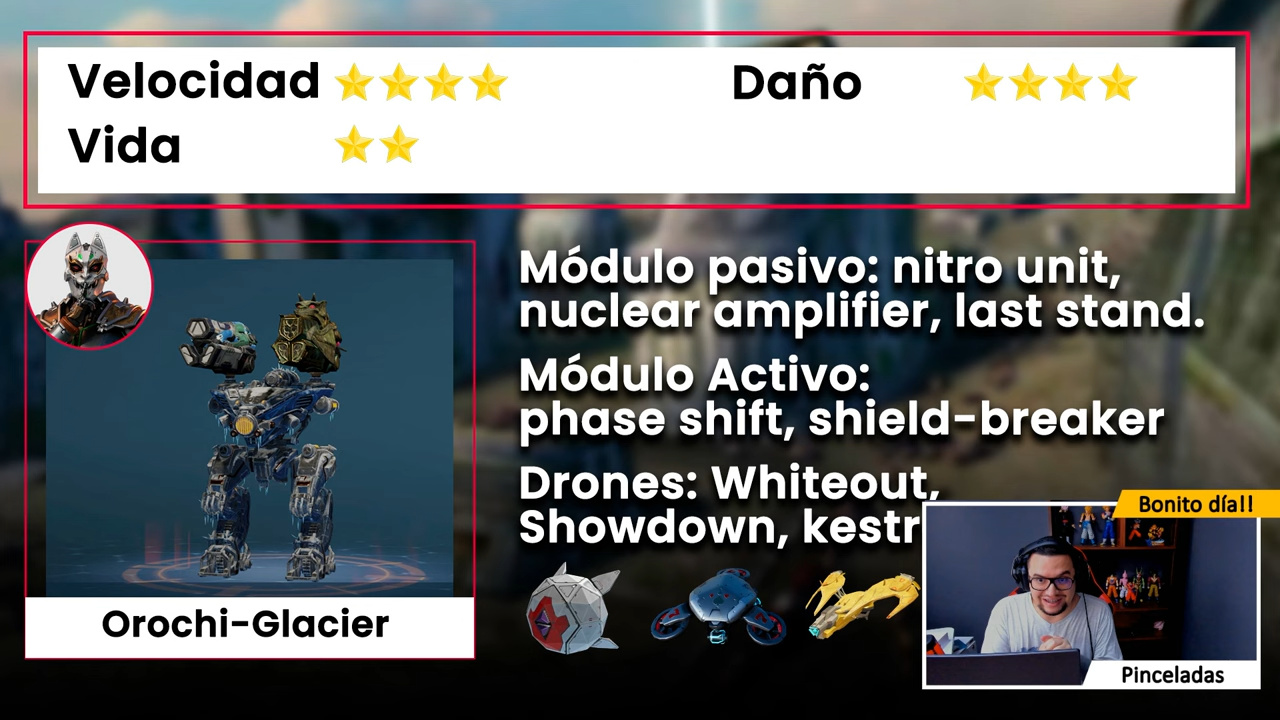 Velocidad
Daño
Vida
Módulo pasivo: nitro unit,
nuclear amplifier, last stand.
Módulo Activo:
phase shift, shield-breaker
Drones: Whiteout,
Showdown, kestr
Orochi-Glacier
Bonito día!!
Pinceladas